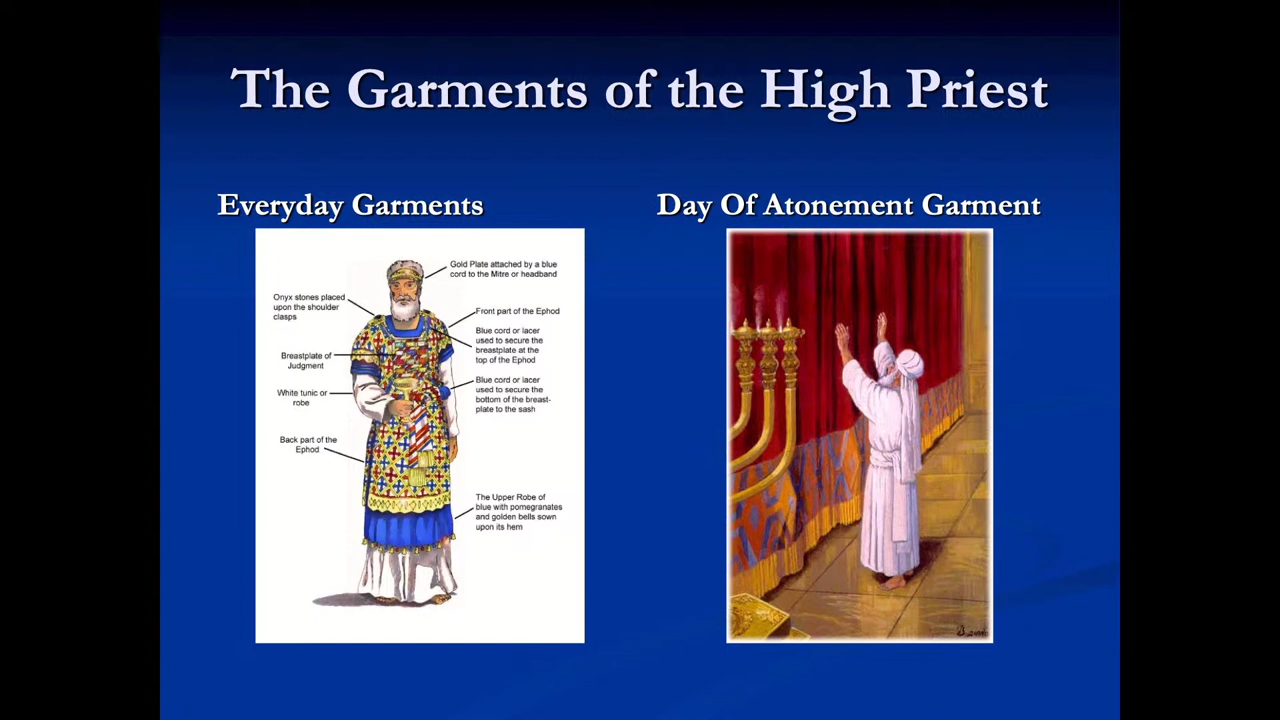 The Garments of the High Priest
Everyday Garments
Gold Plate attached by a blue
cord to the Mitre or headband
Onyx stones placed
upon the shoulder
clasps
Front part of the Ephod
Blue cord or lacer
used to secure the
breastplate at the
top of the Ephod
Breastplate of
Judgment
Blue cord or lacer
used to secure the
bottom of the breast-
plate to the sash
White tunic or
robe
Back part of the
Ephod
The Upper Robe of
blue with pomegranates
and golden bells sown
upon its hem
Day Of Atonement Garment